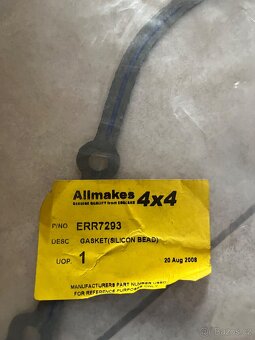 Allmakes 4x4
GENUINE QUALITY from ENGLAND
P/NO. ERR7293
DESC GASKET(SILICON BEAD)
UOP. 1 20 Aug 2008
MANUFACTURERS PART NUMBER USED
FOR REFERENCE PURPOSES ONLY